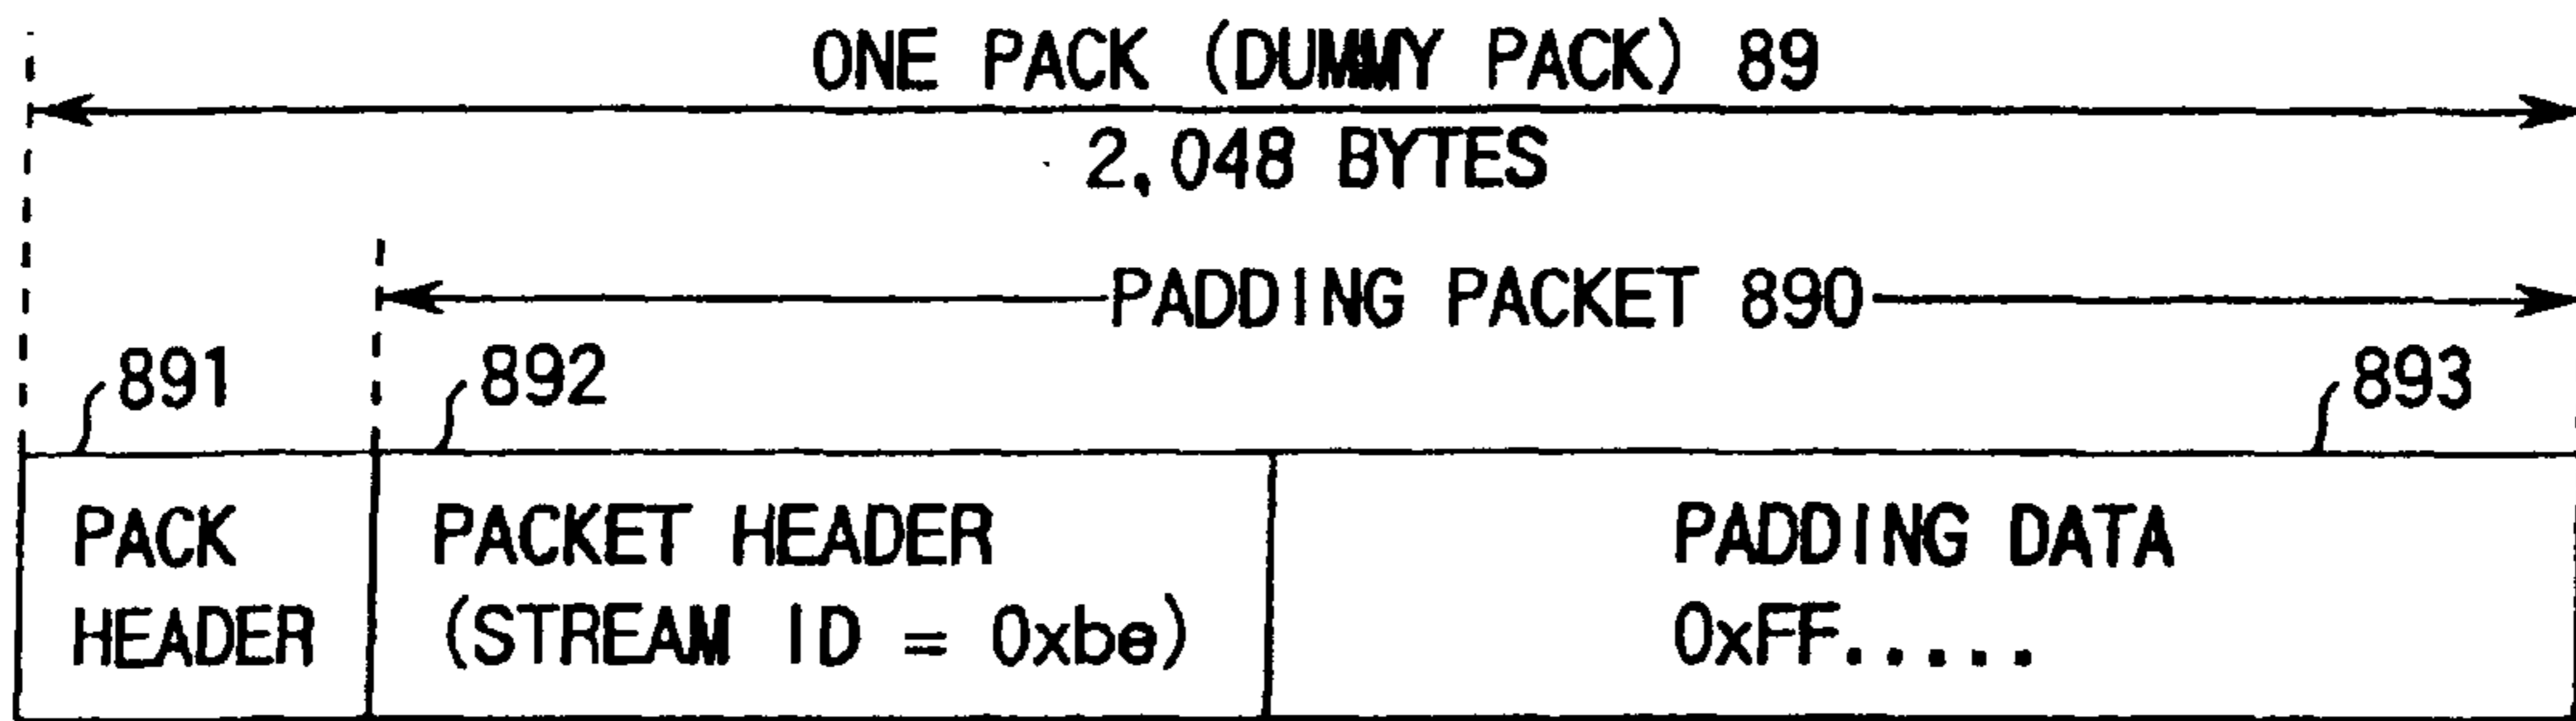 ONE PACK (DUMMY PACK) 89
2,048 BYTES
PADDING PACKET 890
891
892
893
PACK
HEADER
PACKET HEADER
(STREAM ID = 0xbe)
PADDING DATA
0xFF.....